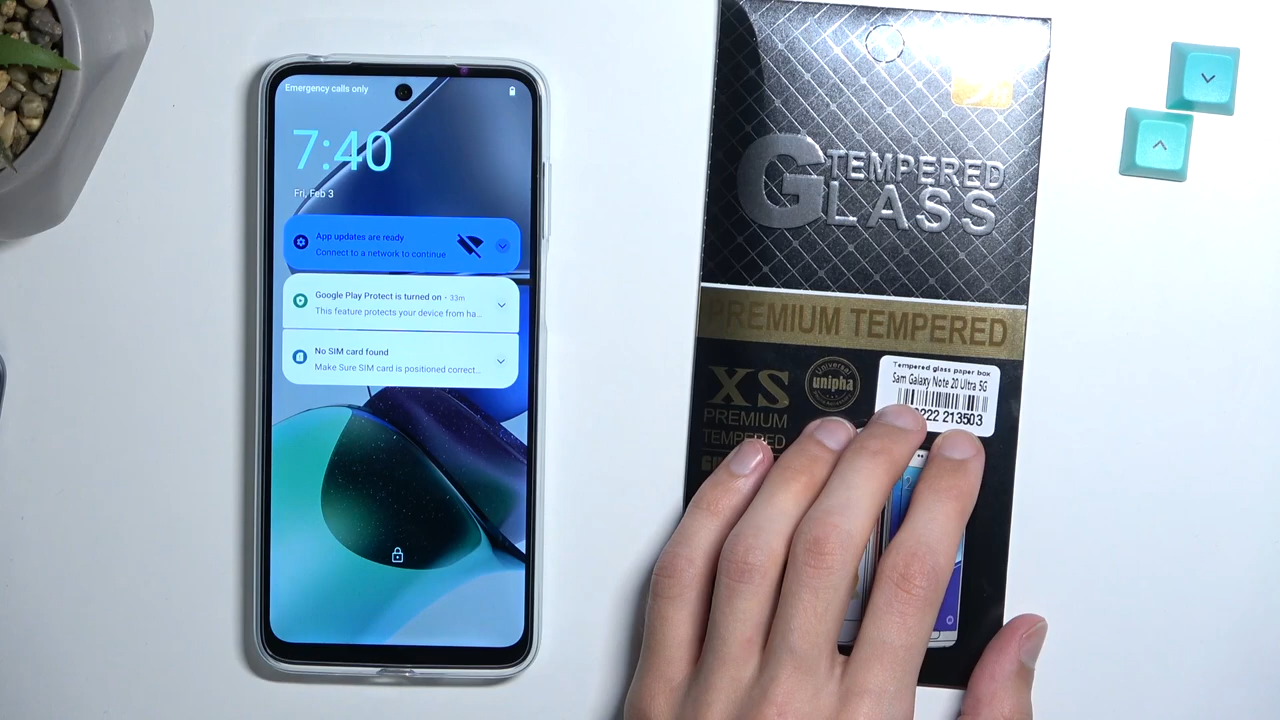 Emergency calls only
7:40
Fri, Feb 3
App updates are ready
Connect to a network to continue
Google Play Protect is turned on • 33m
This feature protects your device from ha...
No SIM card found
Make Sure SIM card is positioned correct...
G TEMPERED
LASS
PREMIUM TEMPERED
XS
PREMIUM
TEMPERED
Universal
unipha
Tempered glass paper box
Sam Galaxy Note 20 Ultra 5G
222 213503